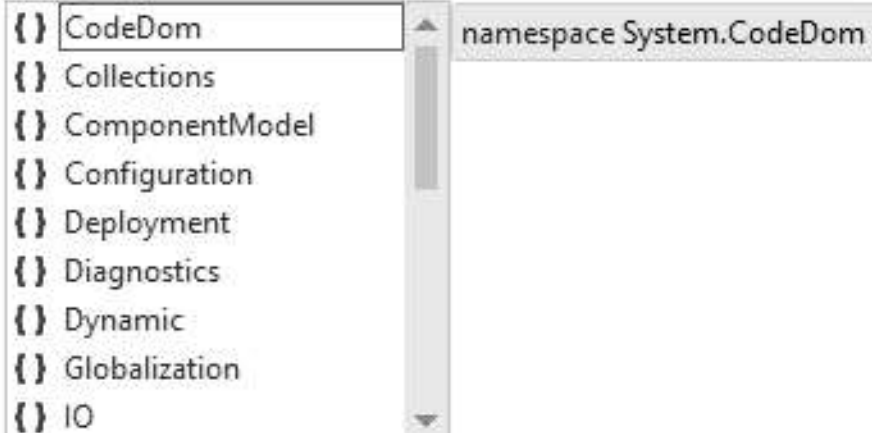 {} CodeDom
namespace System.CodeDom
{} Collections
{} ComponentModel
{} Configuration
{} Deployment
{} Diagnostics
{} Dynamic
{} Globalization
{} IO